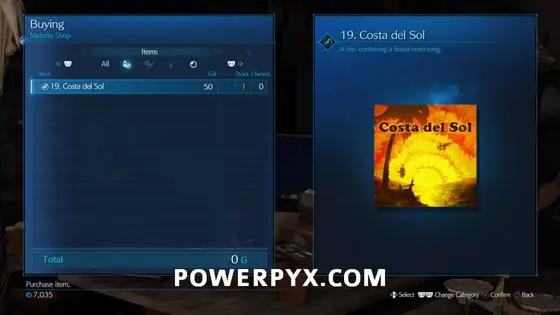 Buying
Materia Shop
Items
All
Item Gil Stock Owned
19. Costa del Sol 50 1 0
Total 0 G
19. Costa del Sol
A disc containing a bossa nova song.
Costa del Sol
POWERPYX.COM
Purchase item.
7,035
Select Change Category Confirm Back